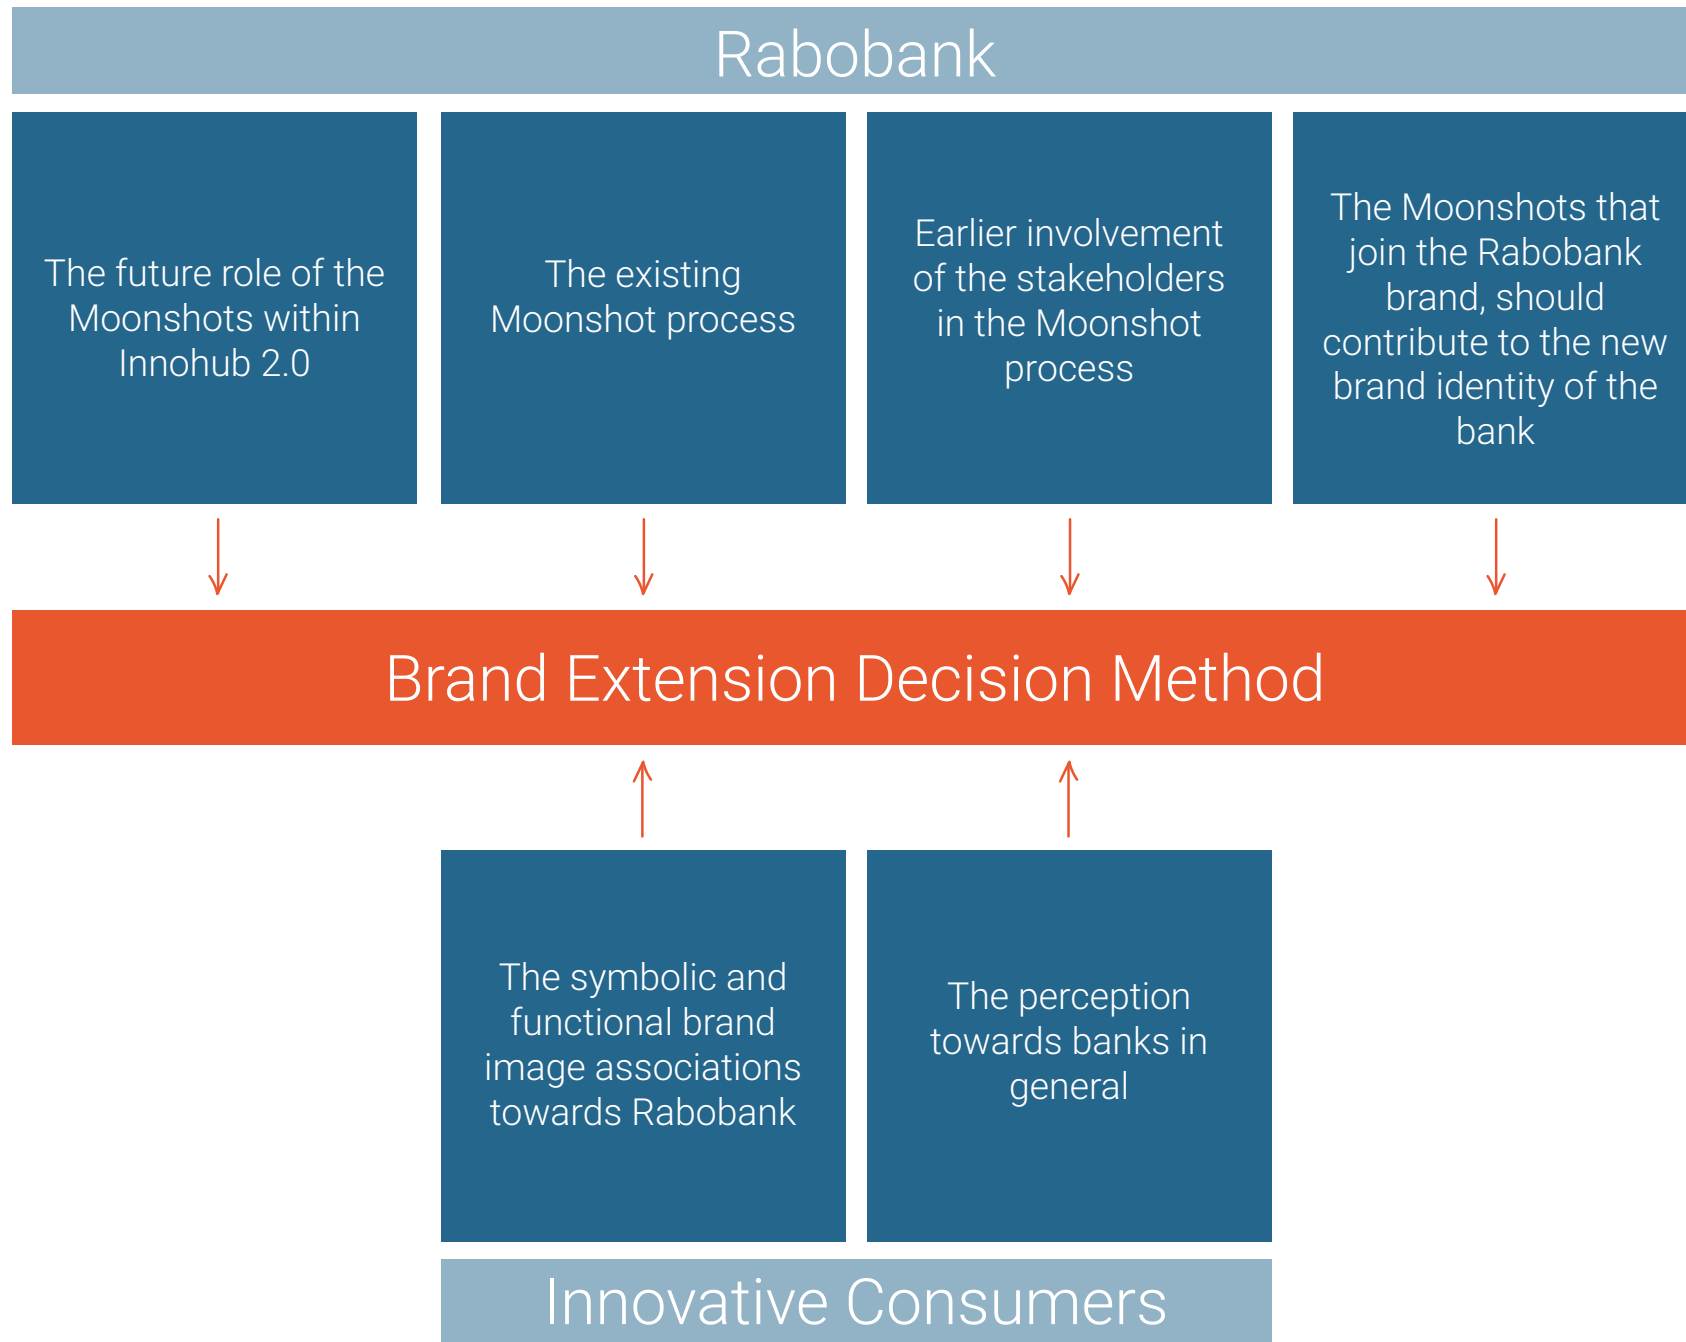 Rabobank
The future role of the
Moonshots within
Innohub 2.0
The existing
Moonshot process
Earlier involvement
of the stakeholders
in the Moonshot
process
The Moonshots that
join the Rabobank
brand, should
contribute to the new
brand identity of the
bank
Brand Extension Decision Method
The symbolic and
functional brand
image associations
towards Rabobank
The perception
towards banks in
general
Innovative Consumers